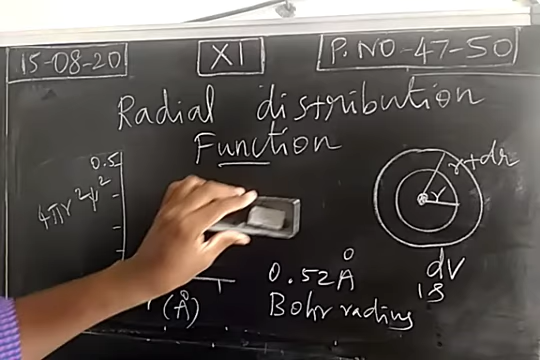 15-08-20
XI
P.NO-47-50
Radial distribution
Function
0.5
4πr²ψ²
(Å)
r+dr
r
0.52Å
Bohr radius
dV
1S